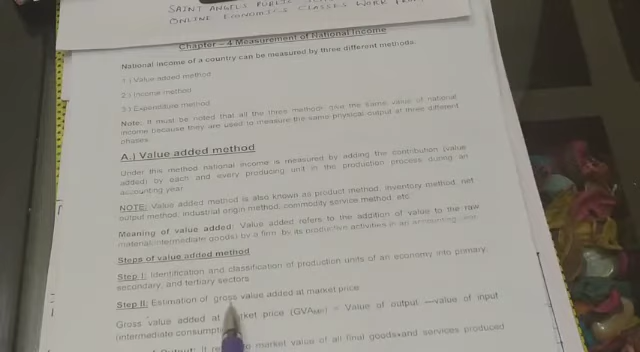 SAINT ANGELS PUBLIC
ONLINE ECONOMICS CLASSES WORK FROM
Chapter – 4 Measurement of National Income
National income of a country can be measured by three different methods:
1.) Value added method
2.) Income method
3.) Expenditure method
Note: It must be noted that all the three methods give the same value of national
income because they are used to measure the same physical output at three different
phases.
A.) Value added method
Under this method national income is measured by adding the contribution (value
added) by each and every producing unit in the production process during an
accounting year.
NOTE: Value added method is also known as product method, inventory method, net
output method, industrial origin method, commodity service method, etc.
Meaning of value added: Value added refers to the addition of value to the raw
material(intermediate goods) by a firm, by its productive activities in an accounting year.
Steps of value added method
Step I: Identification and classification of production units of an economy into primary,
secondary, and tertiary sectors
Step II: Estimation of gross value added at market price
Gross value added at market price (GVAMP) = Value of output —value of input
(intermediate consumption
market value of all final goodsand services produced